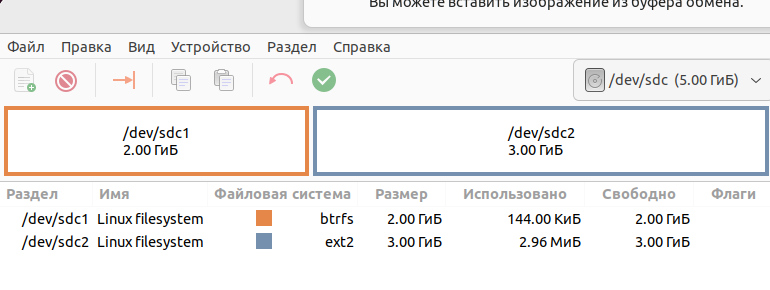 Вы можете вставить изображение из буфера обмена.
Файл Правка Вид Устройство Раздел Справка
/dev/sdc (5.00 ГиБ)
/dev/sdc1 /dev/sdc2
2.00 ГиБ 3.00 ГиБ
Раздел Имя Файловая система Размер Использовано Свободно Флаги
/dev/sdc1 Linux filesystem btrfs 2.00 ГиБ 144.00 КиБ 2.00 ГиБ
/dev/sdc2 Linux filesystem ext2 3.00 ГиБ 2.96 МиБ 3.00 ГиБ